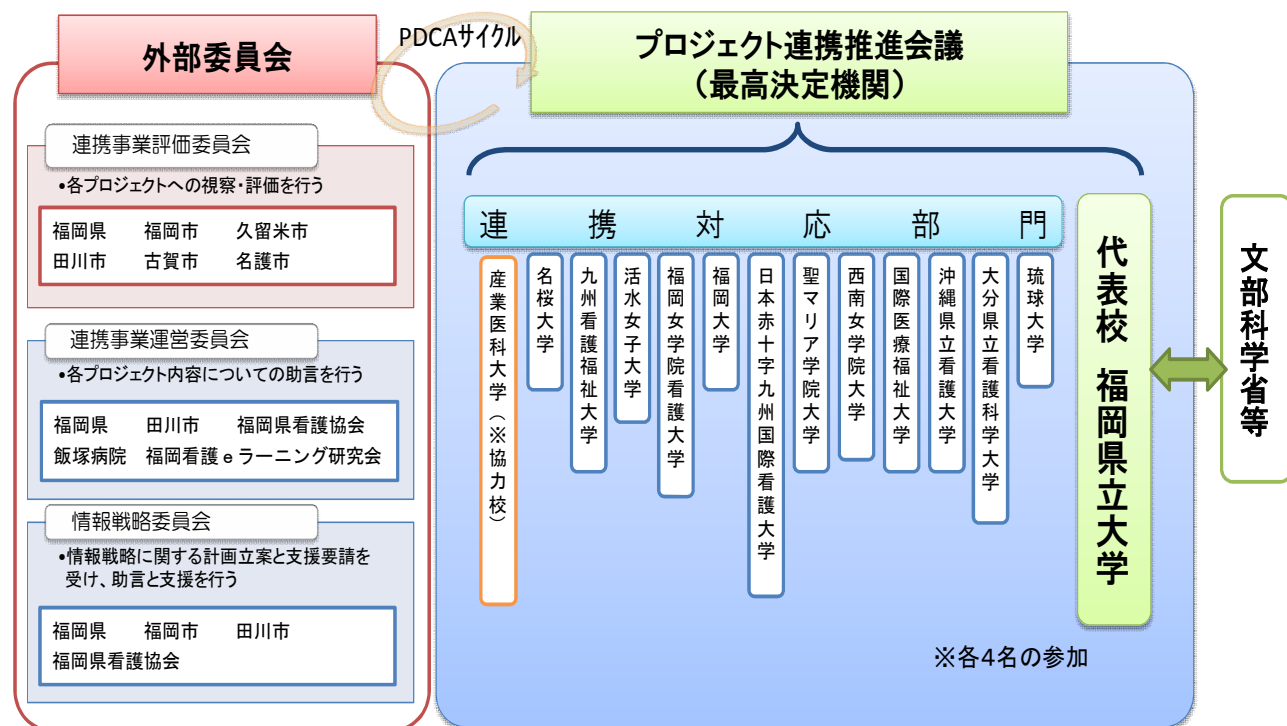 外部委員会
連携事業評価委員会
•各プロジェクトへの視察・評価を行う
福岡県 福岡市 久留米市
田川市 古賀市 名護市
連携事業運営委員会
•各プロジェクト内容についての助言を行う
福岡県 田川市 福岡県看護協会
飯塚病院 福岡看護eラーニング研究会
情報戦略委員会
•情報戦略に関する計画立案と支援要請を
受け、助言と支援を行う
福岡県 福岡市 田川市
福岡県看護協会
PDCAサイクル
プロジェクト連携推進会議
（最高決定機関）
連携対応部門
産業医科大学（※協力校）
名桜大学
九州看護福祉大学
活水女子大学
福岡女学院看護大学
福岡大学
日本赤十字九州国際看護大学
聖マリア学院大学
西南女学院大学
国際医療福祉大学
沖縄県立看護大学
大分県立看護科学大学
琉球大学
代表校 福岡県立大学
※各4名の参加
文部科学省等